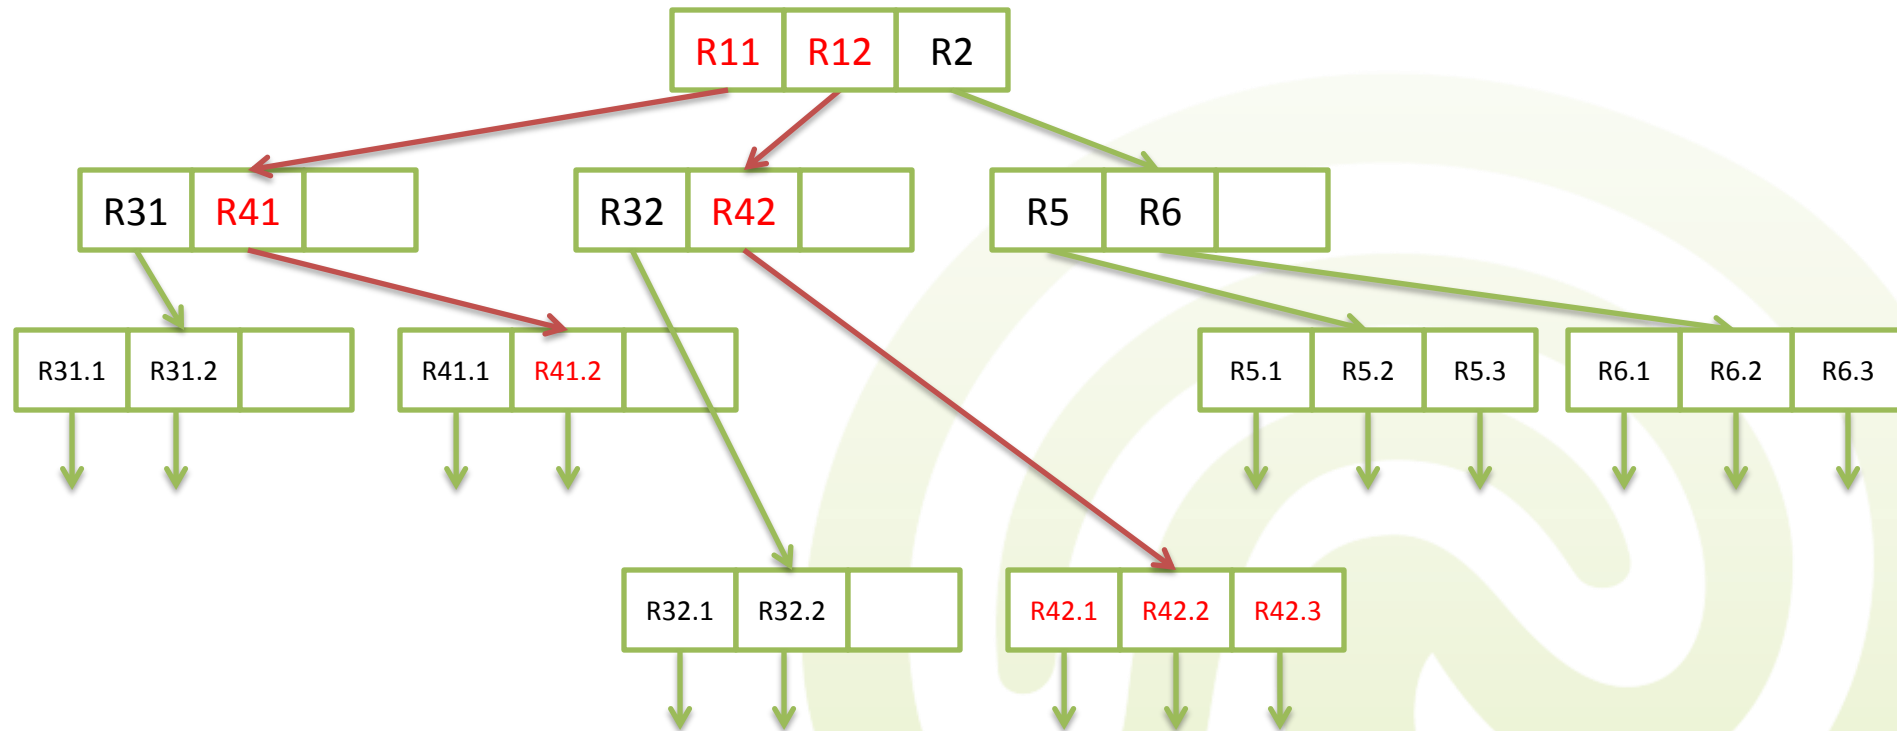 R11 R12 R2
R31 R41
R32 R42
R5 R6
R31.1 R31.2
R41.1 R41.2
R5.1 R5.2 R5.3
R6.1 R6.2 R6.3
R32.1 R32.2
R42.1 R42.2 R42.3